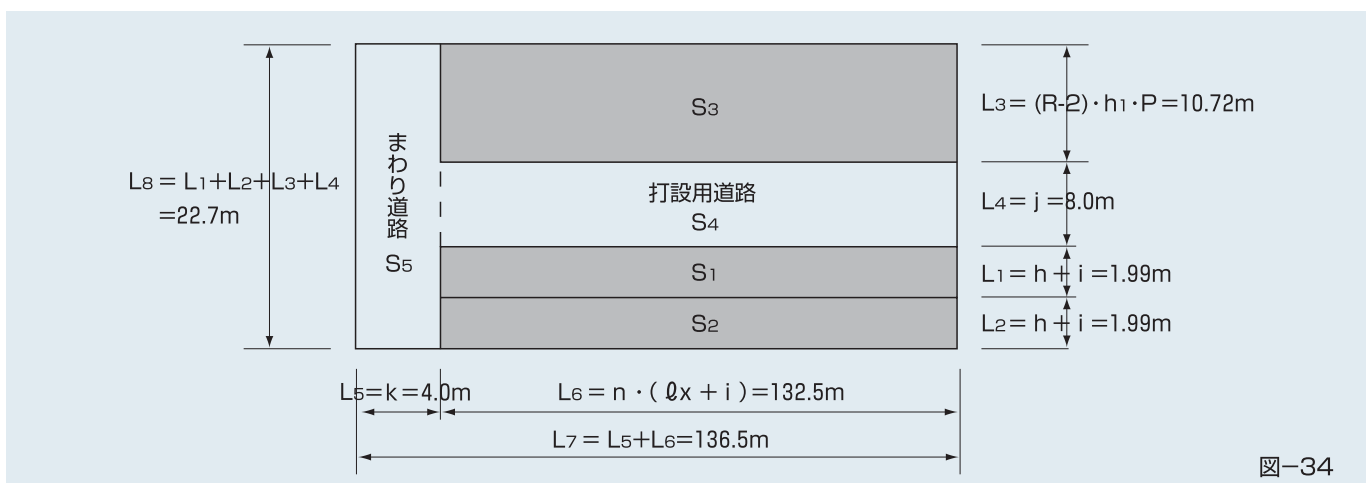 S3
L3= (R-2)・h1・P=10.72m
まわり道路
S5
L8 = L1+L2+L3+L4
=22.7m
打設用道路
S4
L4= j =8.0m
S1
L1= h + i =1.99m
S2
L2= h + i =1.99m
L5=k=4.0m
L6= n ・( ℓx + i )=132.5m
L7 = L5+L6=136.5m
図−34